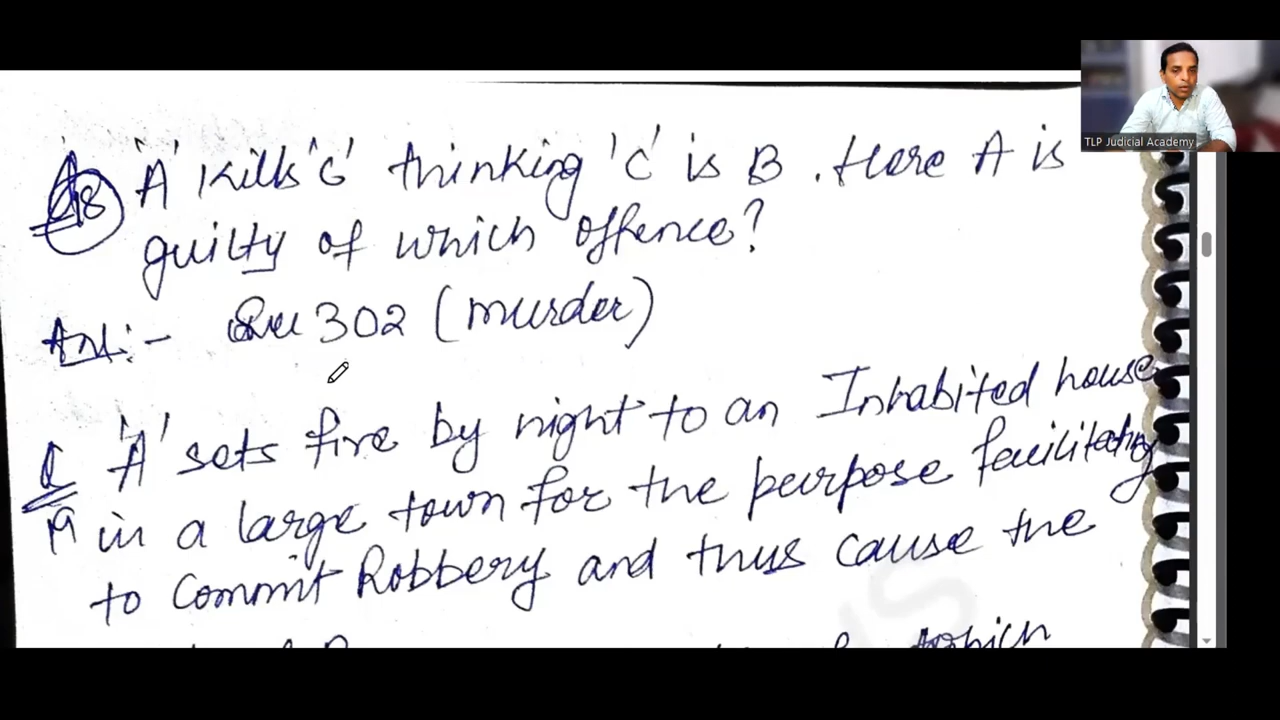 TLP Judicial Academy
Q18 'A' kills 'C' thinking 'C' is B. Here A is
guilty of which offence?
Ans:- Sec 302 (murder)
Q 'A' sets fire by night to an Inhabited house
19 in a large town for the purpose facilitating
to Commit Robbery and thus cause the
which